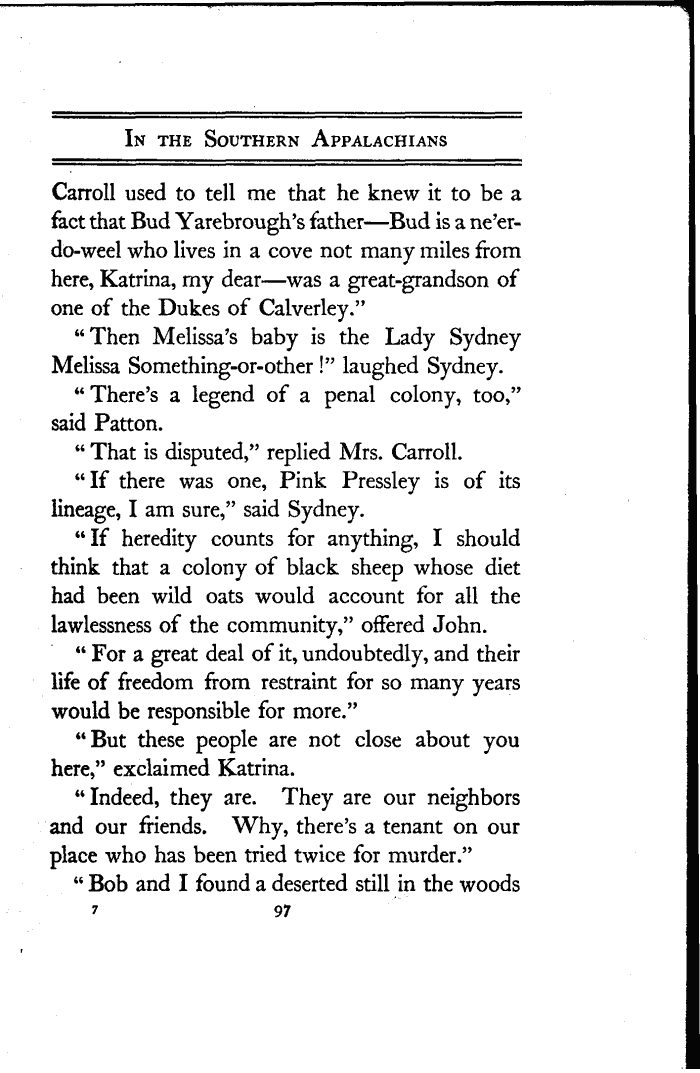 In the Southern Appalachians
Carroll used to tell me that he knew it to be a
fact that Bud Yarebrough's father—Bud is a ne'er-
do-weel who lives in a cove not many miles from
here, Katrina, my dear—was a great-grandson of
one of the Dukes of Calverley."
"Then Melissa's baby is the Lady Sydney
Melissa Something-or-other!" laughed Sydney.
"There's a legend of a penal colony, too,"
said Patton.
"That is disputed," replied Mrs. Carroll.
"If there was one, Pink Pressley is of its
lineage, I am sure," said Sydney.
"If heredity counts for anything, I should
think that a colony of black sheep whose diet
had been wild oats would account for all the
lawlessness of the community," offered John.
"For a great deal of it, undoubtedly, and their
life of freedom from restraint for so many years
would be responsible for more."
"But these people are not close about you
here," exclaimed Katrina.
"Indeed, they are. They are our neighbors
and our friends. Why, there's a tenant on our
place who has been tried twice for murder."
"Bob and I found a deserted still in the woods
7 97